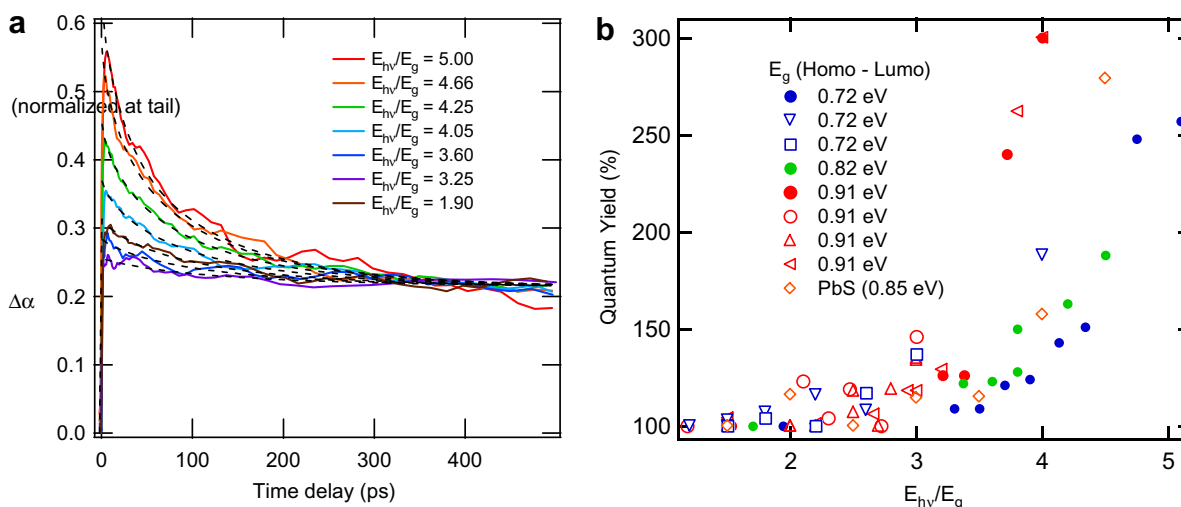 a
0.6
0.5
0.4
0.3
0.2
0.1
0.0
(normalized at tail)
Δα
E_hν/E_g = 5.00
E_hν/E_g = 4.66
E_hν/E_g = 4.25
E_hν/E_g = 4.05
E_hν/E_g = 3.60
E_hν/E_g = 3.25
E_hν/E_g = 1.90
0 100 200 300 400
Time delay (ps)
b
300
250
200
150
100
Quantum Yield (%)
E_g (Homo - Lumo)
0.72 eV
0.72 eV
0.72 eV
0.82 eV
0.91 eV
0.91 eV
0.91 eV
0.91 eV
PbS (0.85 eV)
2 3 4 5
E_hν/E_g